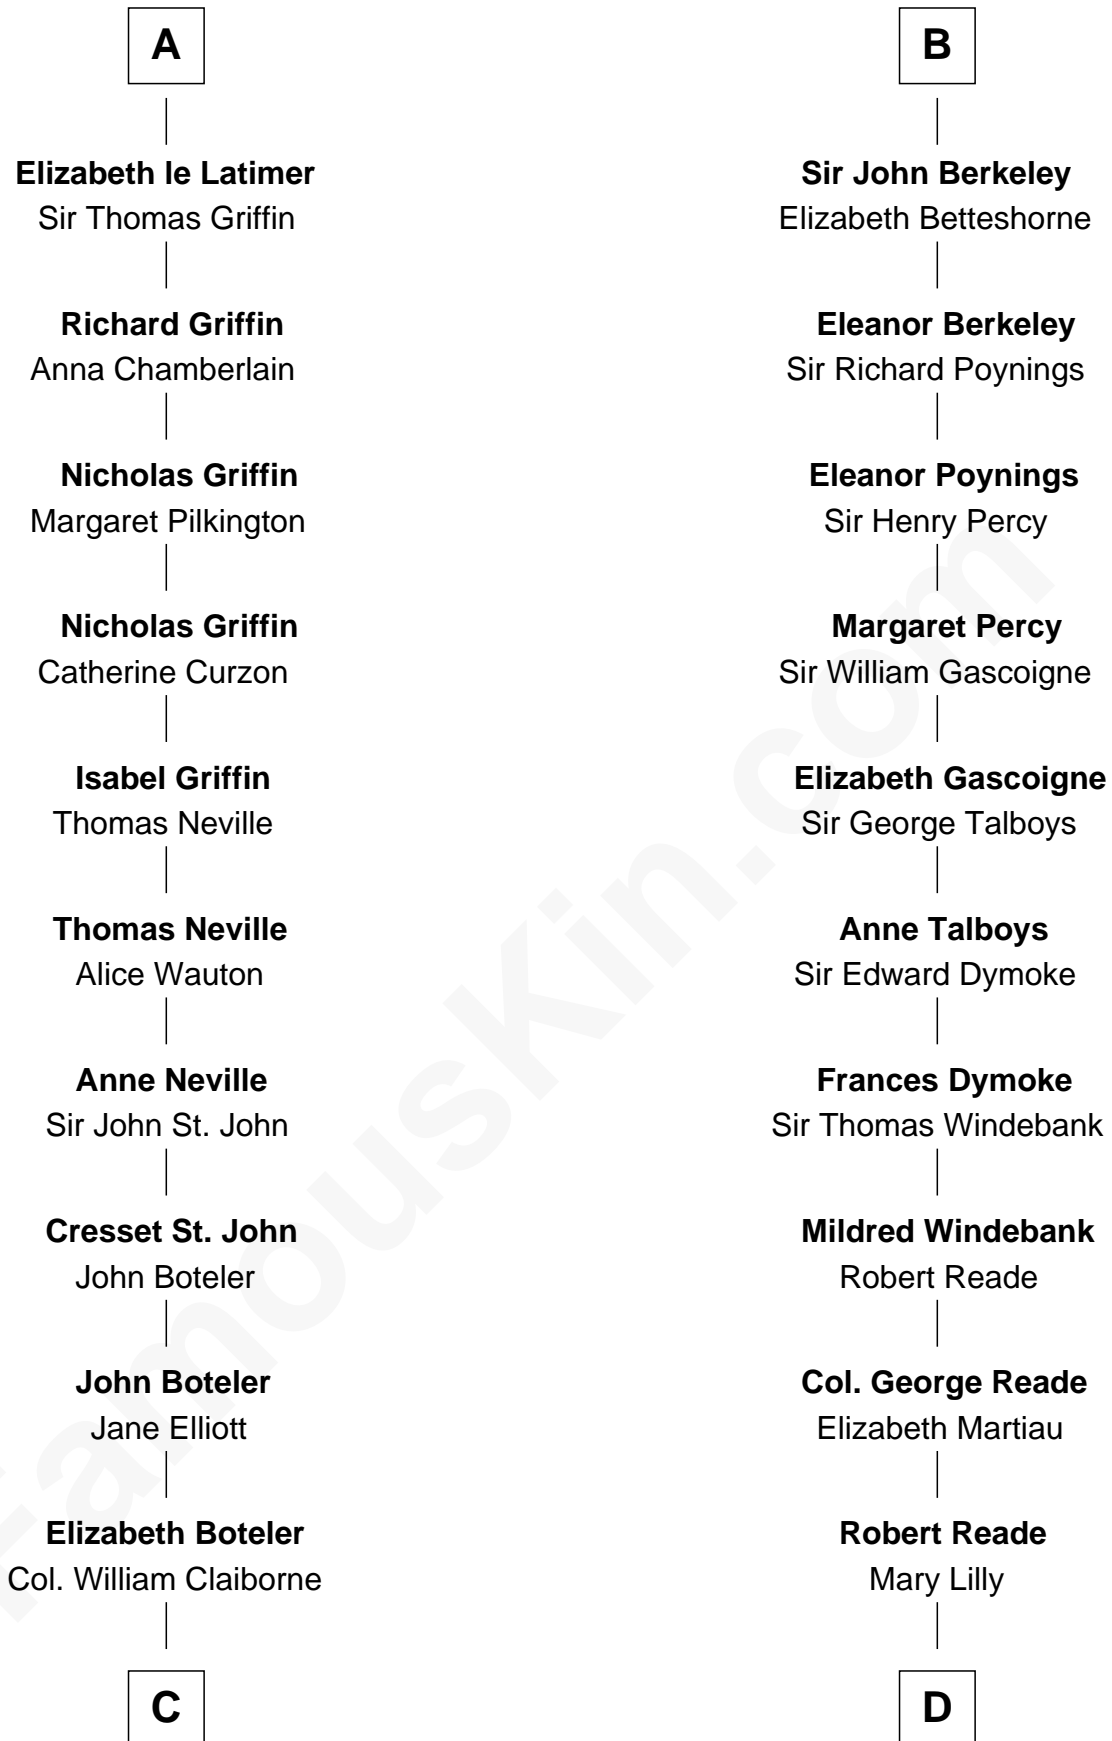 A
Elizabeth le Latimer
Sir Thomas Griffin
Richard Griffin
Anna Chamberlain
Nicholas Griffin
Margaret Pilkington
Nicholas Griffin
Catherine Curzon
Isabel Griffin
Thomas Neville
Thomas Neville
Alice Wauton
Anne Neville
Sir John St. John
Cresset St. John
John Boteler
John Boteler
Jane Elliott
Elizabeth Boteler
Col. William Claiborne
C
B
Sir John Berkeley
Elizabeth Betteshorne
Eleanor Berkeley
Sir Richard Poynings
Eleanor Poynings
Sir Henry Percy
Margaret Percy
Sir William Gascoigne
Elizabeth Gascoigne
Sir George Talboys
Anne Talboys
Sir Edward Dymoke
Frances Dymoke
Sir Thomas Windebank
Mildred Windebank
Robert Reade
Col. George Reade
Elizabeth Martiau
Robert Reade
Mary Lilly
D
FamousKin.com